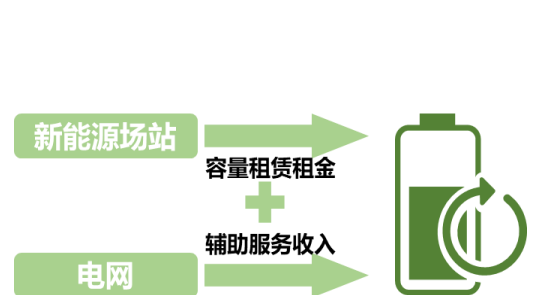 新能源场站
容量租赁租金
辅助服务收入
电网